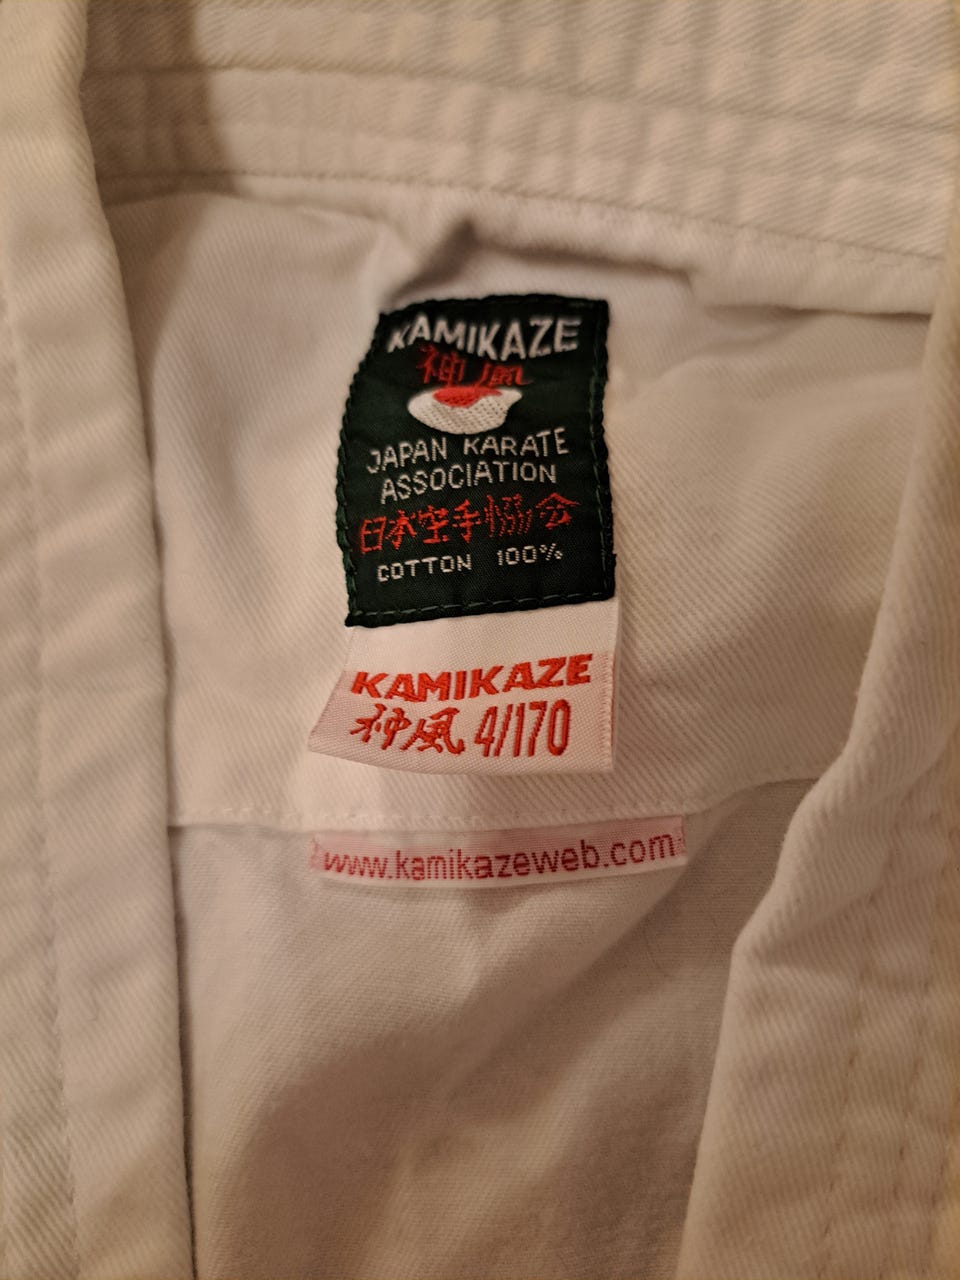 KAMIKAZE
神風
JAPAN KARATE
ASSOCIATION
日本空手協会
COTTON 100%
KAMIKAZE
神風 4/170
www.kamikazeweb.com